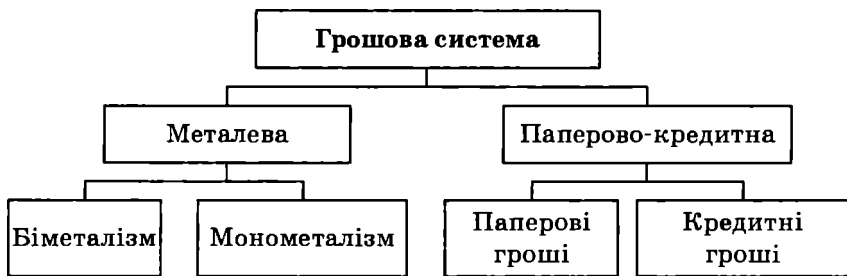 Грошова система
Металева
Паперово-кредитна
Біметалізм
Монометалізм
Паперові
гроші
Кредитні
гроші